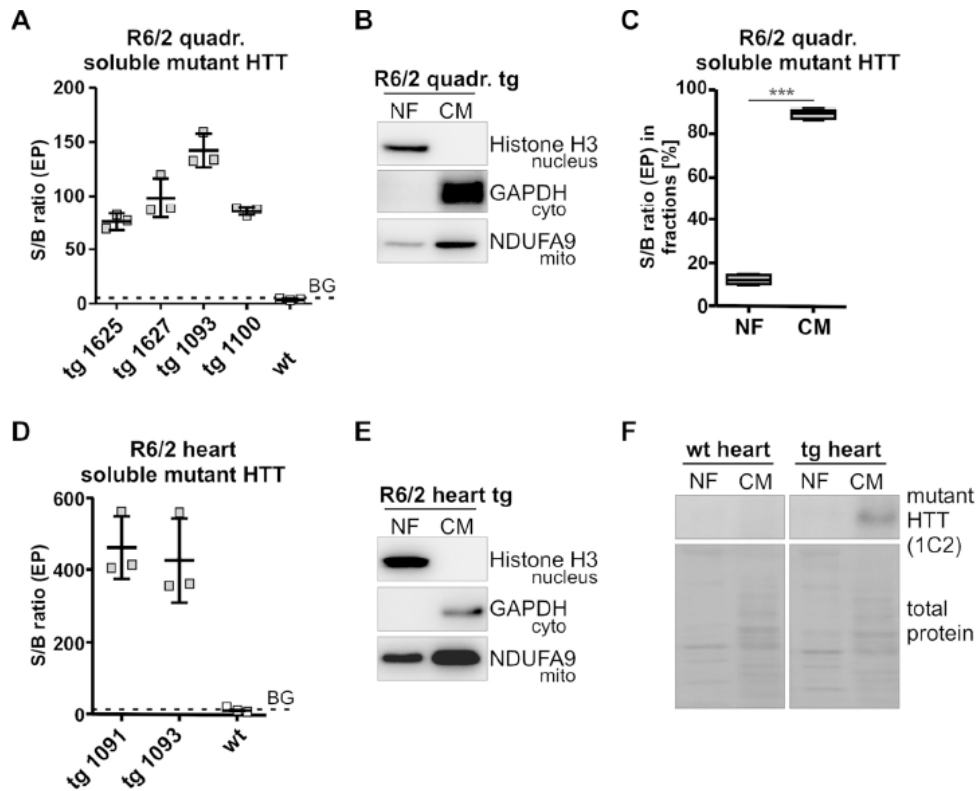 A
R6/2 quadr.
soluble mutant HTT
S/B ratio (EP)
200
150
100
50
0
BG
tg 1625
tg 1627
tg 1093
tg 1100
wt
B
R6/2 quadr. tg
NF CM
Histone H3
nucleus
GAPDH
cyto
NDUFA9
mito
C
R6/2 quadr.
soluble mutant HTT
S/B ratio (EP) in
fractions [%]
100
80
60
40
20
0
***
NF CM
D
R6/2 heart
soluble mutant HTT
S/B ratio (EP)
600
400
200
0
BG
tg 1091
tg 1093
wt
E
R6/2 heart tg
NF CM
Histone H3
nucleus
GAPDH
cyto
NDUFA9
mito
F
wt heart tg heart
NF CM NF CM
mutant
HTT
(1C2)
total
protein